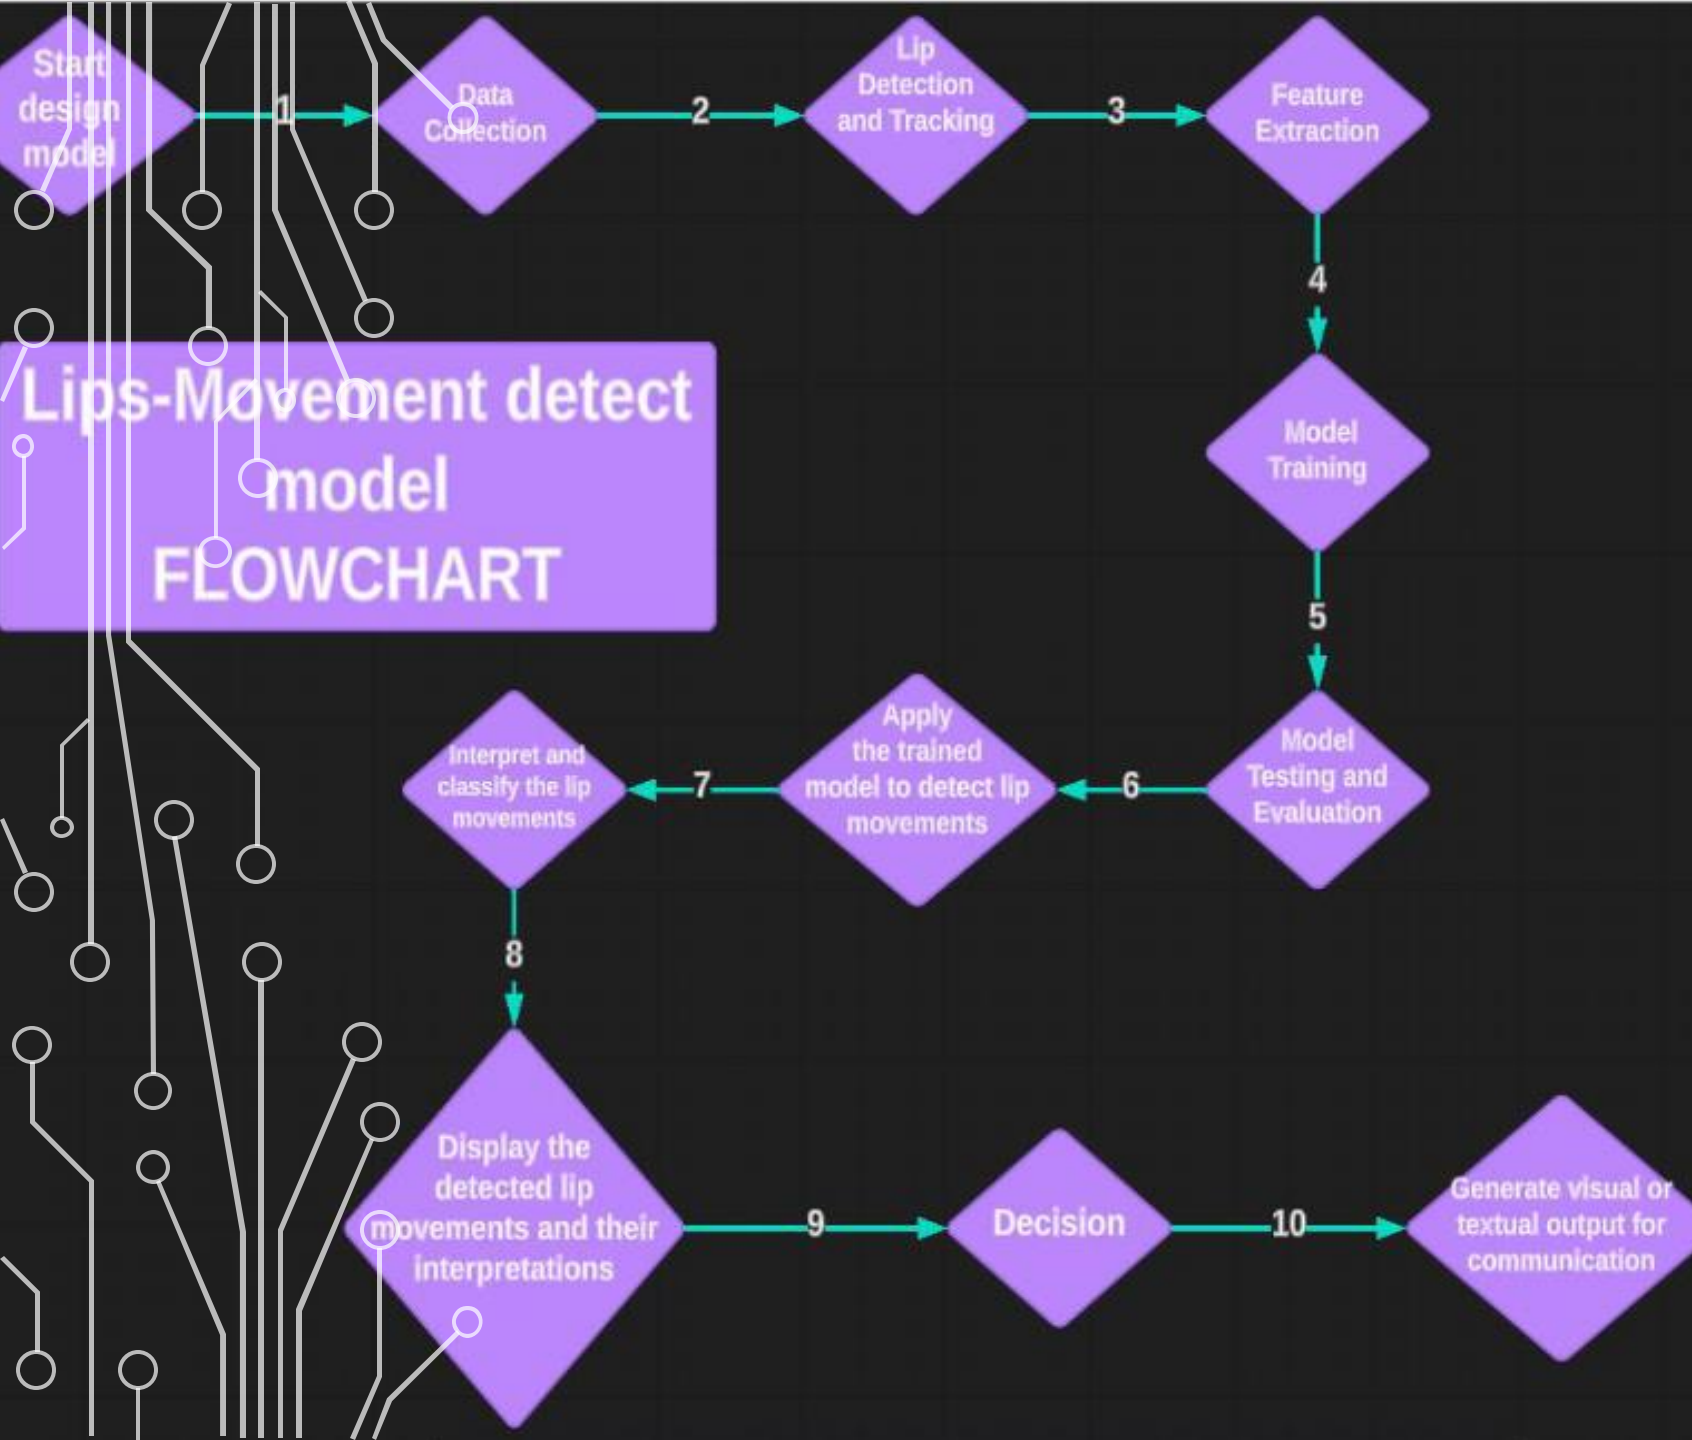 Start
design
model
1
Data
Collection
2
Lip
Detection
and Tracking
3
Feature
Extraction
4
Lips-Movement detect
model
FLOWCHART
Model
Training
5
Model
Testing and
Evaluation
6
Apply
the trained
model to detect lip
movements
7
Interpret and
classify the lip
movements
8
Display the
detected lip
movements and their
interpretations
9
Decision
10
Generate visual or
textual output for
communication